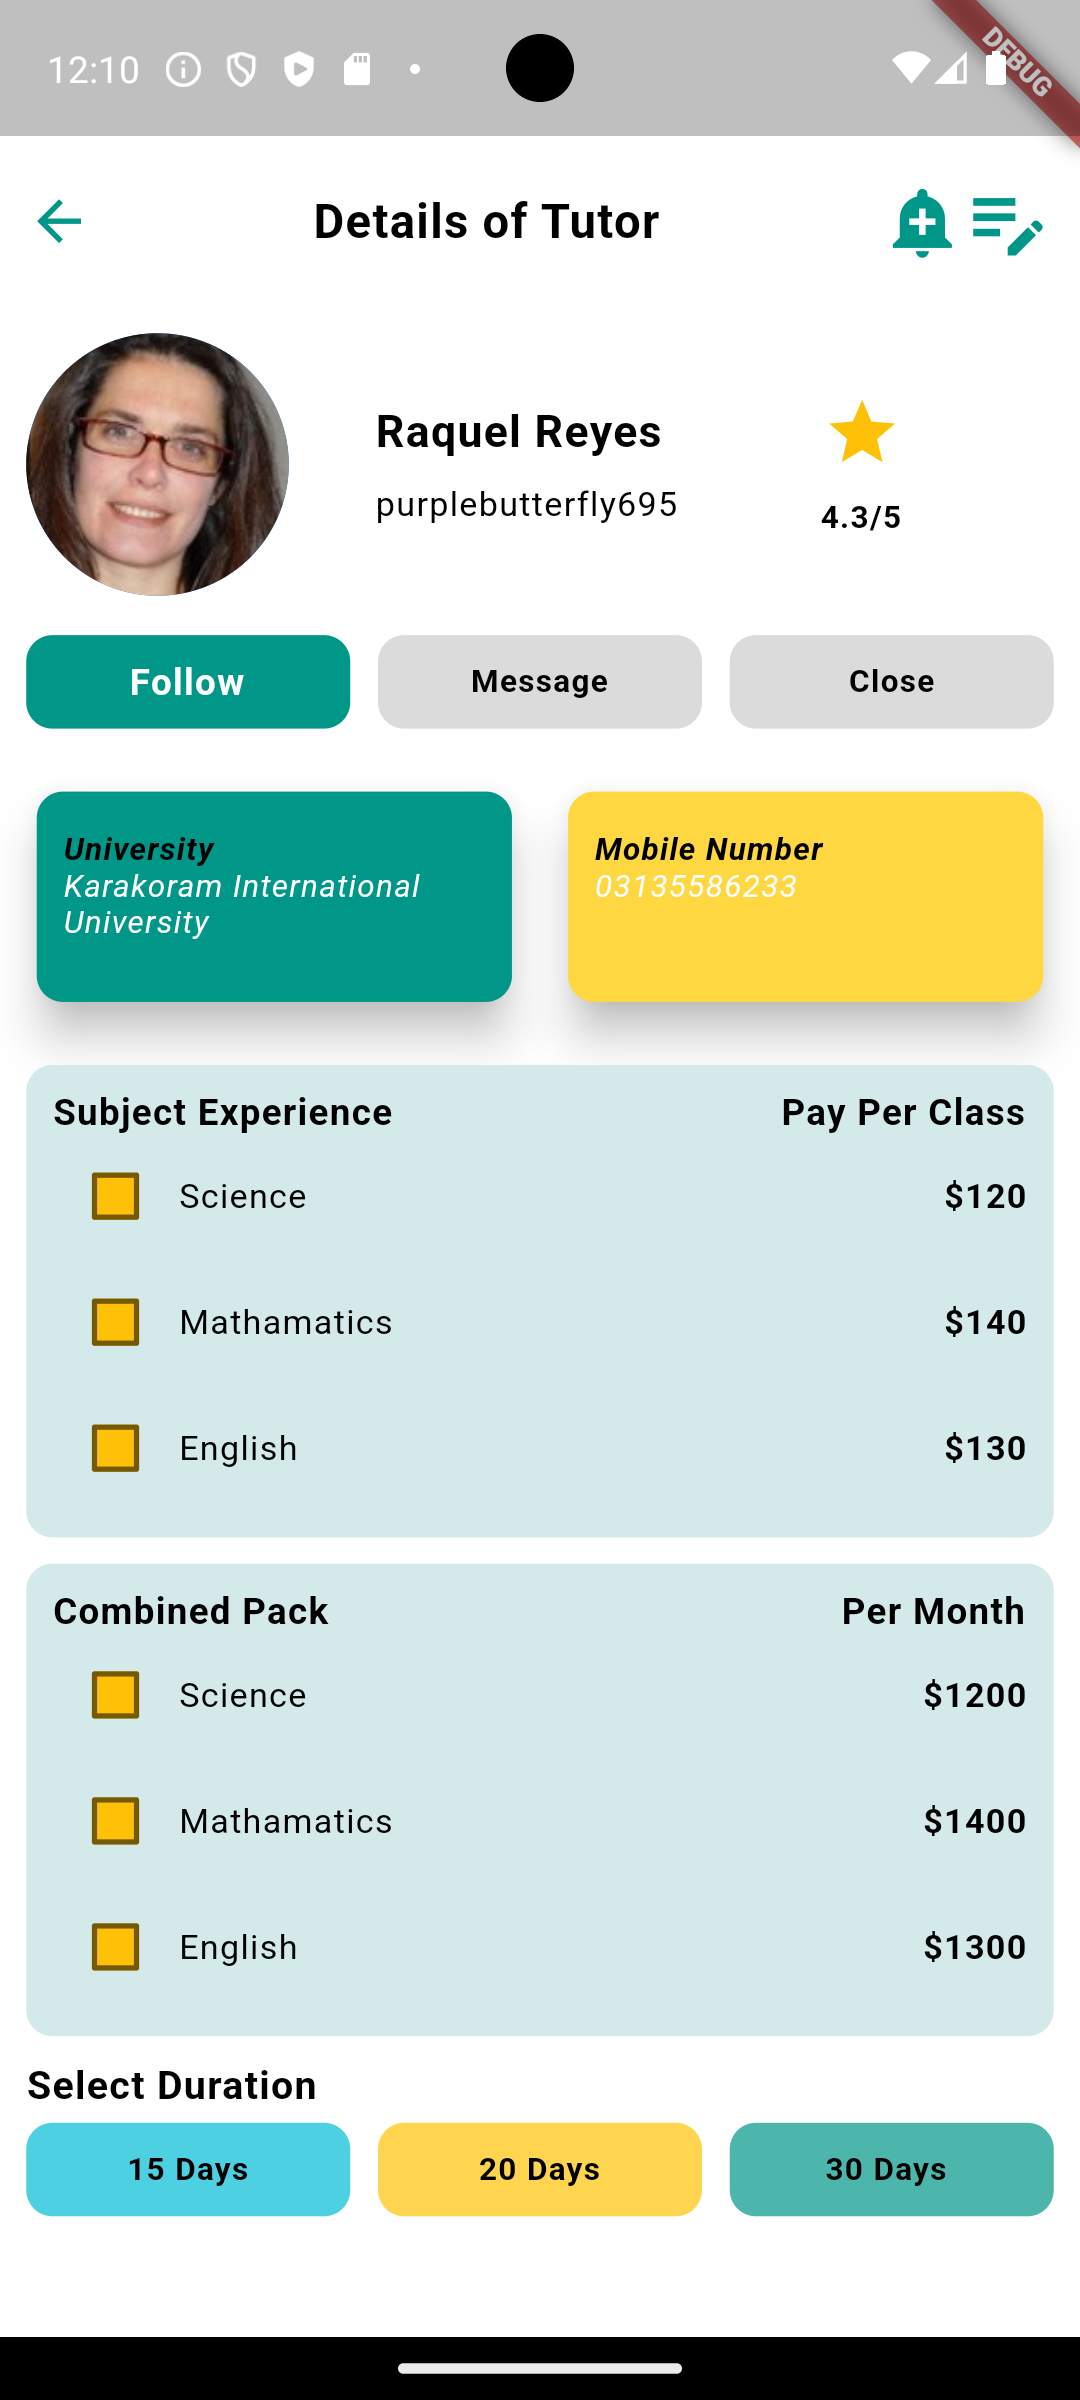 12:10
DEBUG
Details of Tutor
Raquel Reyes
purplebutterfly695
4.3/5
Follow Message Close
University
Karakoram International
University
Mobile Number
03135586233
Subject Experience Pay Per Class
Science $120
Mathamatics $140
English $130
Combined Pack Per Month
Science $1200
Mathamatics $1400
English $1300
Select Duration
15 Days 20 Days 30 Days